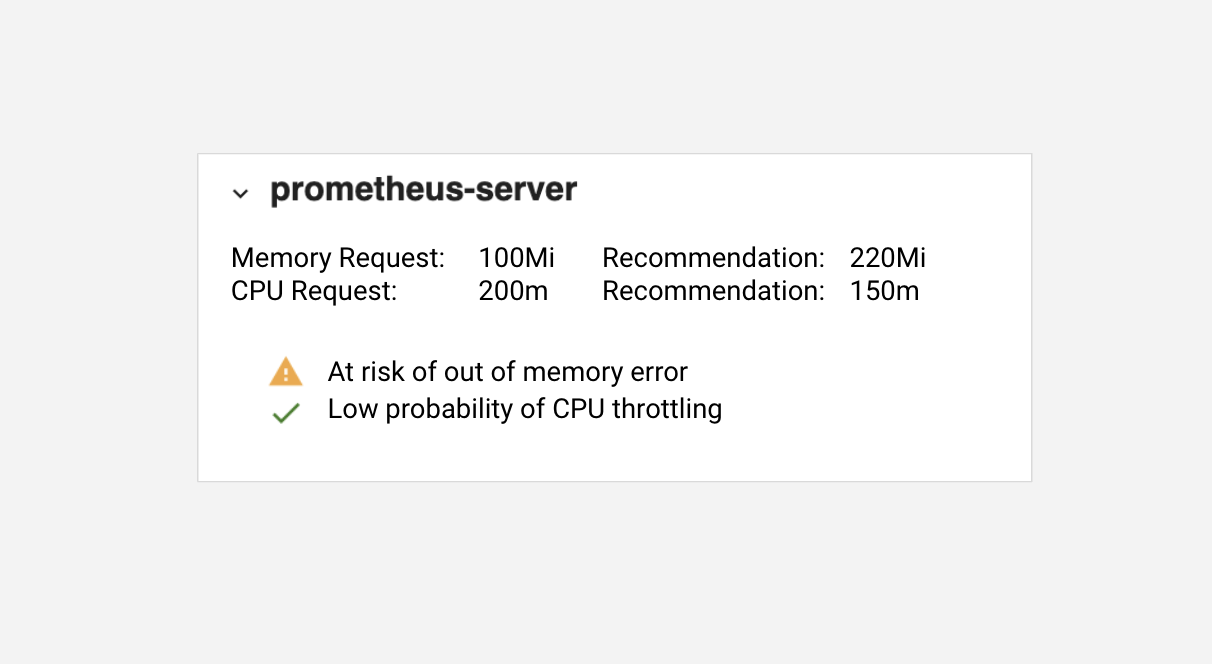 prometheus-server
Memory Request: 100Mi Recommendation: 220Mi
CPU Request: 200m Recommendation: 150m
At risk of out of memory error
Low probability of CPU throttling